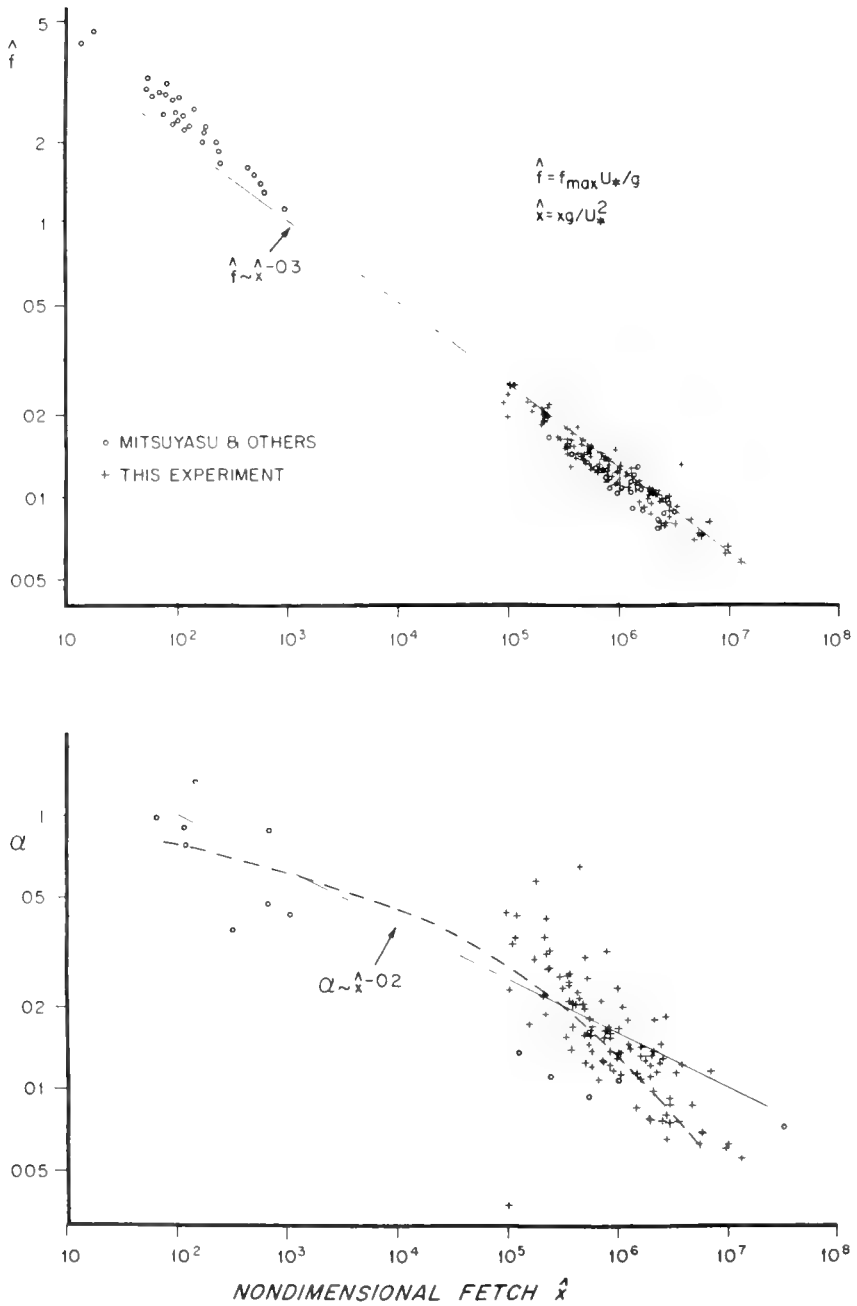 5
f̂
2
1
05
02
01
005
f̂ = f_max U_*/g
x̂ = xg/U_*²
f̂ ~ x̂^-03
○ MITSUYASU & OTHERS
+ THIS EXPERIMENT
10 10² 10³ 10⁴ 10⁵ 10⁶ 10⁷ 10⁸
1
α
05
02
01
005
α ~ x̂^-02
10 10² 10³ 10⁴ 10⁵ 10⁶ 10⁷ 10⁸
NONDIMENSIONAL FETCH x̂